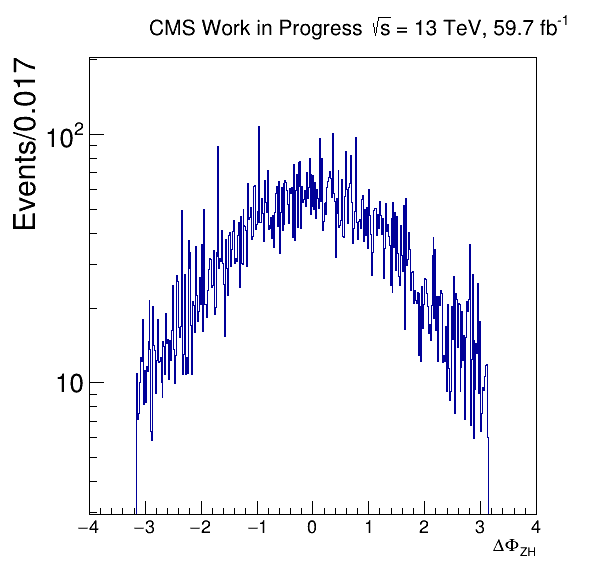 CMS Work in Progress √s = 13 TeV, 59.7 fb⁻¹
Events/0.017
10²
10
−4 −3 −2 −1 0 1 2 3 4
ΔΦ_ZH